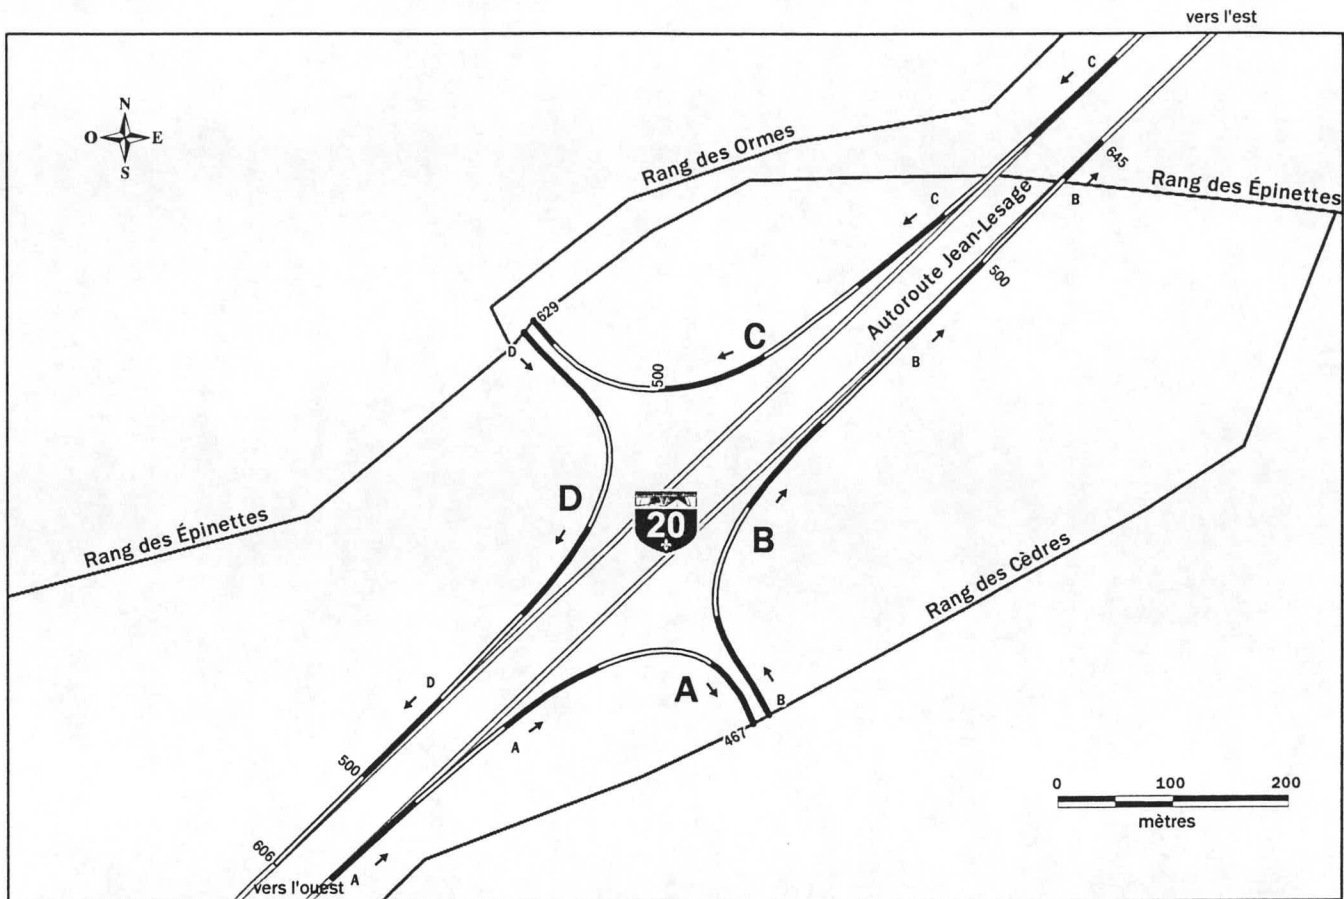 vers l'est
C
N
O E
S
Rang des Ormes
645
C
B
Rang des Épinettes
Autoroute Jean-Lesage
500
629
C
D
B
500
D
20
B
Rang des Épinettes
Rang des Cèdres
D
A
B
A
467
500
0 100 200
mètres
606
vers l'ouest
A